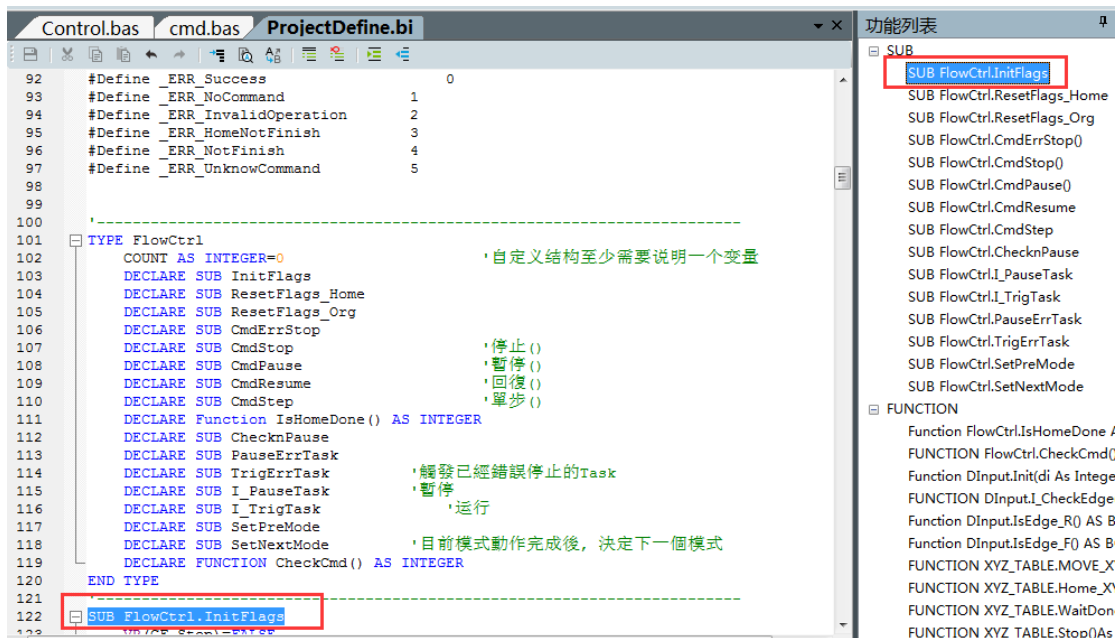 Control.bas cmd.bas ProjectDefine.bi
92 #Define _ERR_Success 0
93 #Define _ERR_NoCommand 1
94 #Define _ERR_InvalidOperation 2
95 #Define _ERR_HomeNotFinish 3
96 #Define _ERR_NotFinish 4
97 #Define _ERR_UnknowCommand 5
98
99
100 '------------------------------------------------------------------------
101 TYPE FlowCtrl
102 COUNT AS INTEGER=0 '自定义结构至少需要说明一个变量
103 DECLARE SUB InitFlags
104 DECLARE SUB ResetFlags_Home
105 DECLARE SUB ResetFlags_Org
106 DECLARE SUB CmdErrStop
107 DECLARE SUB CmdStop '停止()
108 DECLARE SUB CmdPause '暫停()
109 DECLARE SUB CmdResume '回復()
110 DECLARE SUB CmdStep '單步()
111 DECLARE Function IsHomeDone() AS INTEGER
112 DECLARE SUB ChecknPause
113 DECLARE SUB PauseErrTask
114 DECLARE SUB TrigErrTask '觸發已經錯誤停止的Task
115 DECLARE SUB I_PauseTask '暫停
116 DECLARE SUB I_TrigTask '运行
117 DECLARE SUB SetPreMode
118 DECLARE SUB SetNextMode '目前模式動作完成後, 決定下一個模式
119 DECLARE FUNCTION CheckCmd() AS INTEGER
120 END TYPE
121 '------------------------------------------------------------------------
122 SUB FlowCtrl.InitFlags
功能列表
SUB
SUB FlowCtrl.InitFlags
SUB FlowCtrl.ResetFlags_Home
SUB FlowCtrl.ResetFlags_Org
SUB FlowCtrl.CmdErrStop()
SUB FlowCtrl.CmdStop()
SUB FlowCtrl.CmdPause()
SUB FlowCtrl.CmdResume
SUB FlowCtrl.CmdStep
SUB FlowCtrl.ChecknPause
SUB FlowCtrl.I_PauseTask
SUB FlowCtrl.I_TrigTask
SUB FlowCtrl.PauseErrTask
SUB FlowCtrl.TrigErrTask
SUB FlowCtrl.SetPreMode
SUB FlowCtrl.SetNextMode
FUNCTION
Function FlowCtrl.IsHomeDone A
FUNCTION FlowCtrl.CheckCmd()
Function DInput.Init(di As Intege
FUNCTION DInput.I_CheckEdge
Function DInput.IsEdge_R() AS B
Function DInput.IsEdge_F() AS B
FUNCTION XYZ_TABLE.MOVE_X
FUNCTION XYZ_TABLE.Home_X
FUNCTION XYZ_TABLE.WaitDon
FUNCTION XYZ_TABLE.Stop()As